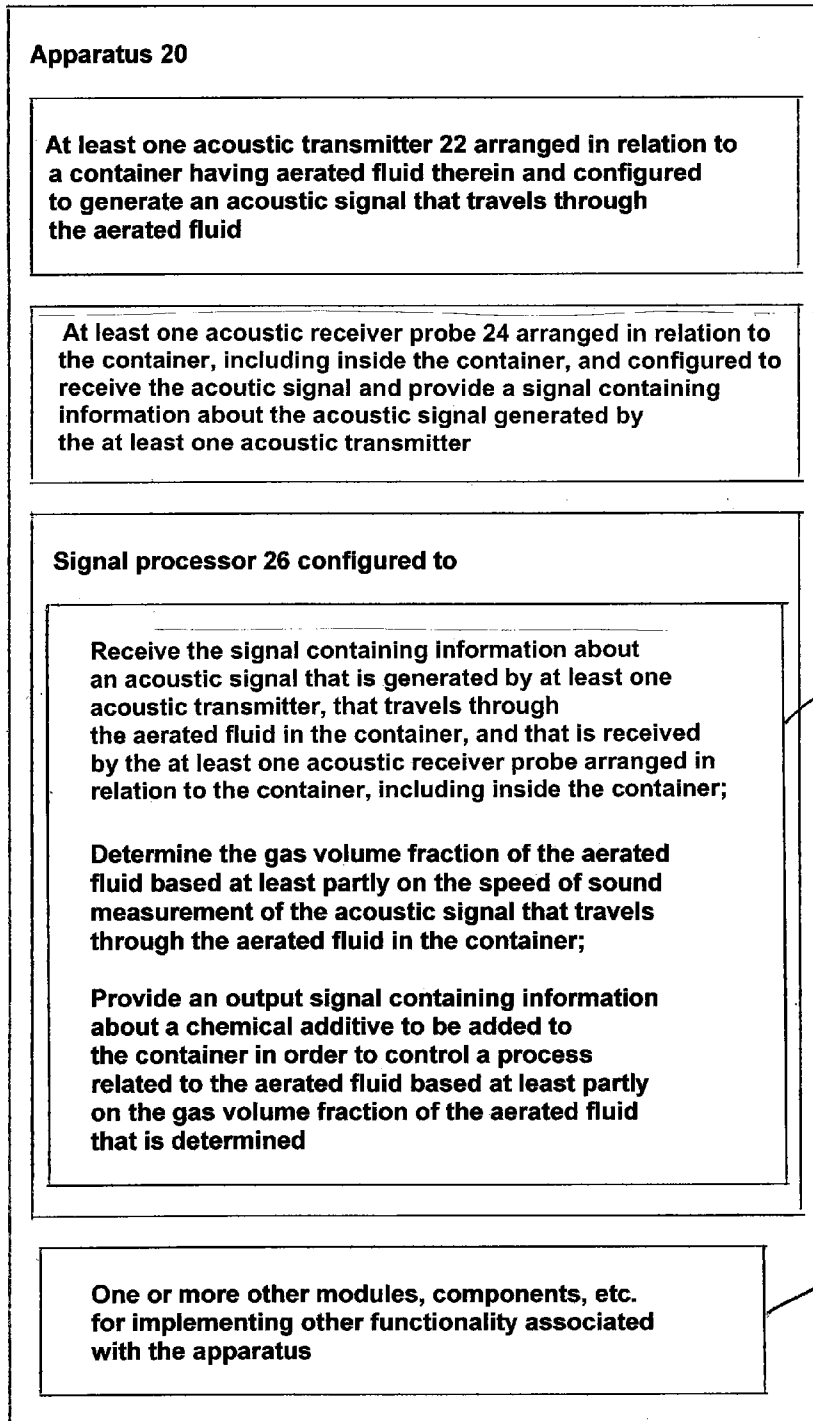 Apparatus 20
At least one acoustic transmitter 22 arranged in relation to
a container having aerated fluid therein and configured
to generate an acoustic signal that travels through
the aerated fluid
At least one acoustic receiver probe 24 arranged in relation to
the container, including inside the container, and configured to
receive the acoutic signal and provide a signal containing
information about the acoustic signal generated by
the at least one acoustic transmitter
Signal processor 26 configured to
Receive the signal containing information about
an acoustic signal that is generated by at least one
acoustic transmitter, that travels through
the aerated fluid in the container, and that is received
by the at least one acoustic receiver probe arranged in
relation to the container, including inside the container;
Determine the gas volume fraction of the aerated
fluid based at least partly on the speed of sound
measurement of the acoustic signal that travels
through the aerated fluid in the container;
Provide an output signal containing information
about a chemical additive to be added to
the container in order to control a process
related to the aerated fluid based at least partly
on the gas volume fraction of the aerated fluid
that is determined
One or more other modules, components, etc.
for implementing other functionality associated
with the apparatus